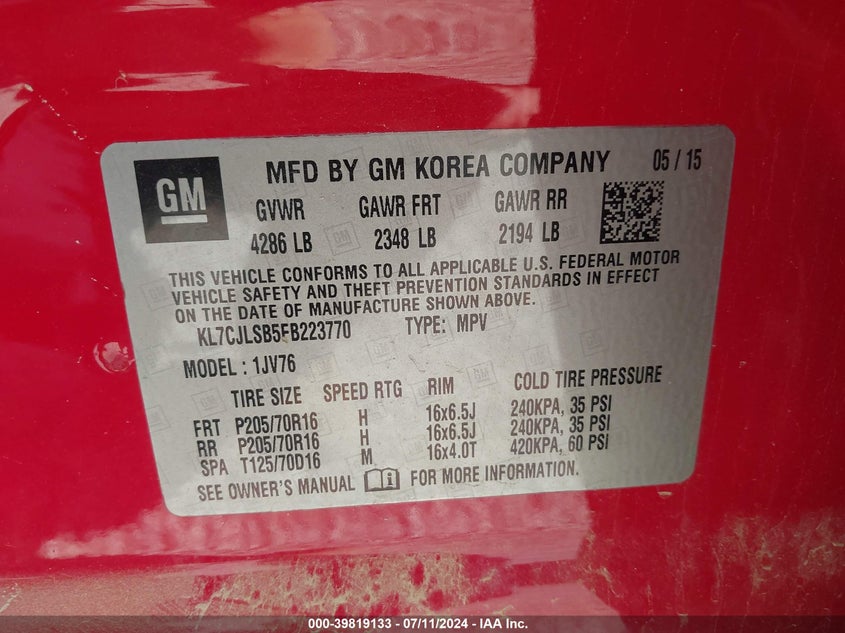 GM
MFD BY GM KOREA COMPANY 05 / 15
GVWR GAWR FRT GAWR RR
4286 LB 2348 LB 2194 LB
THIS VEHICLE CONFORMS TO ALL APPLICABLE U.S. FEDERAL MOTOR
VEHICLE SAFETY AND THEFT PREVENTION STANDARDS IN EFFECT
ON THE DATE OF MANUFACTURE SHOWN ABOVE.
KL7CJLSB5FB223770 TYPE: MPV
MODEL : 1JV76
TIRE SIZE SPEED RTG RIM COLD TIRE PRESSURE
FRT P205/70R16 H 16x6.5J 240KPA, 35 PSI
RR P205/70R16 H 16x6.5J 240KPA, 35 PSI
SPA T125/70D16 M 16x4.0T 420KPA, 60 PSI
SEE OWNER'S MANUAL FOR MORE INFORMATION.
000-39819133 - 07/11/2024 - IAA Inc.